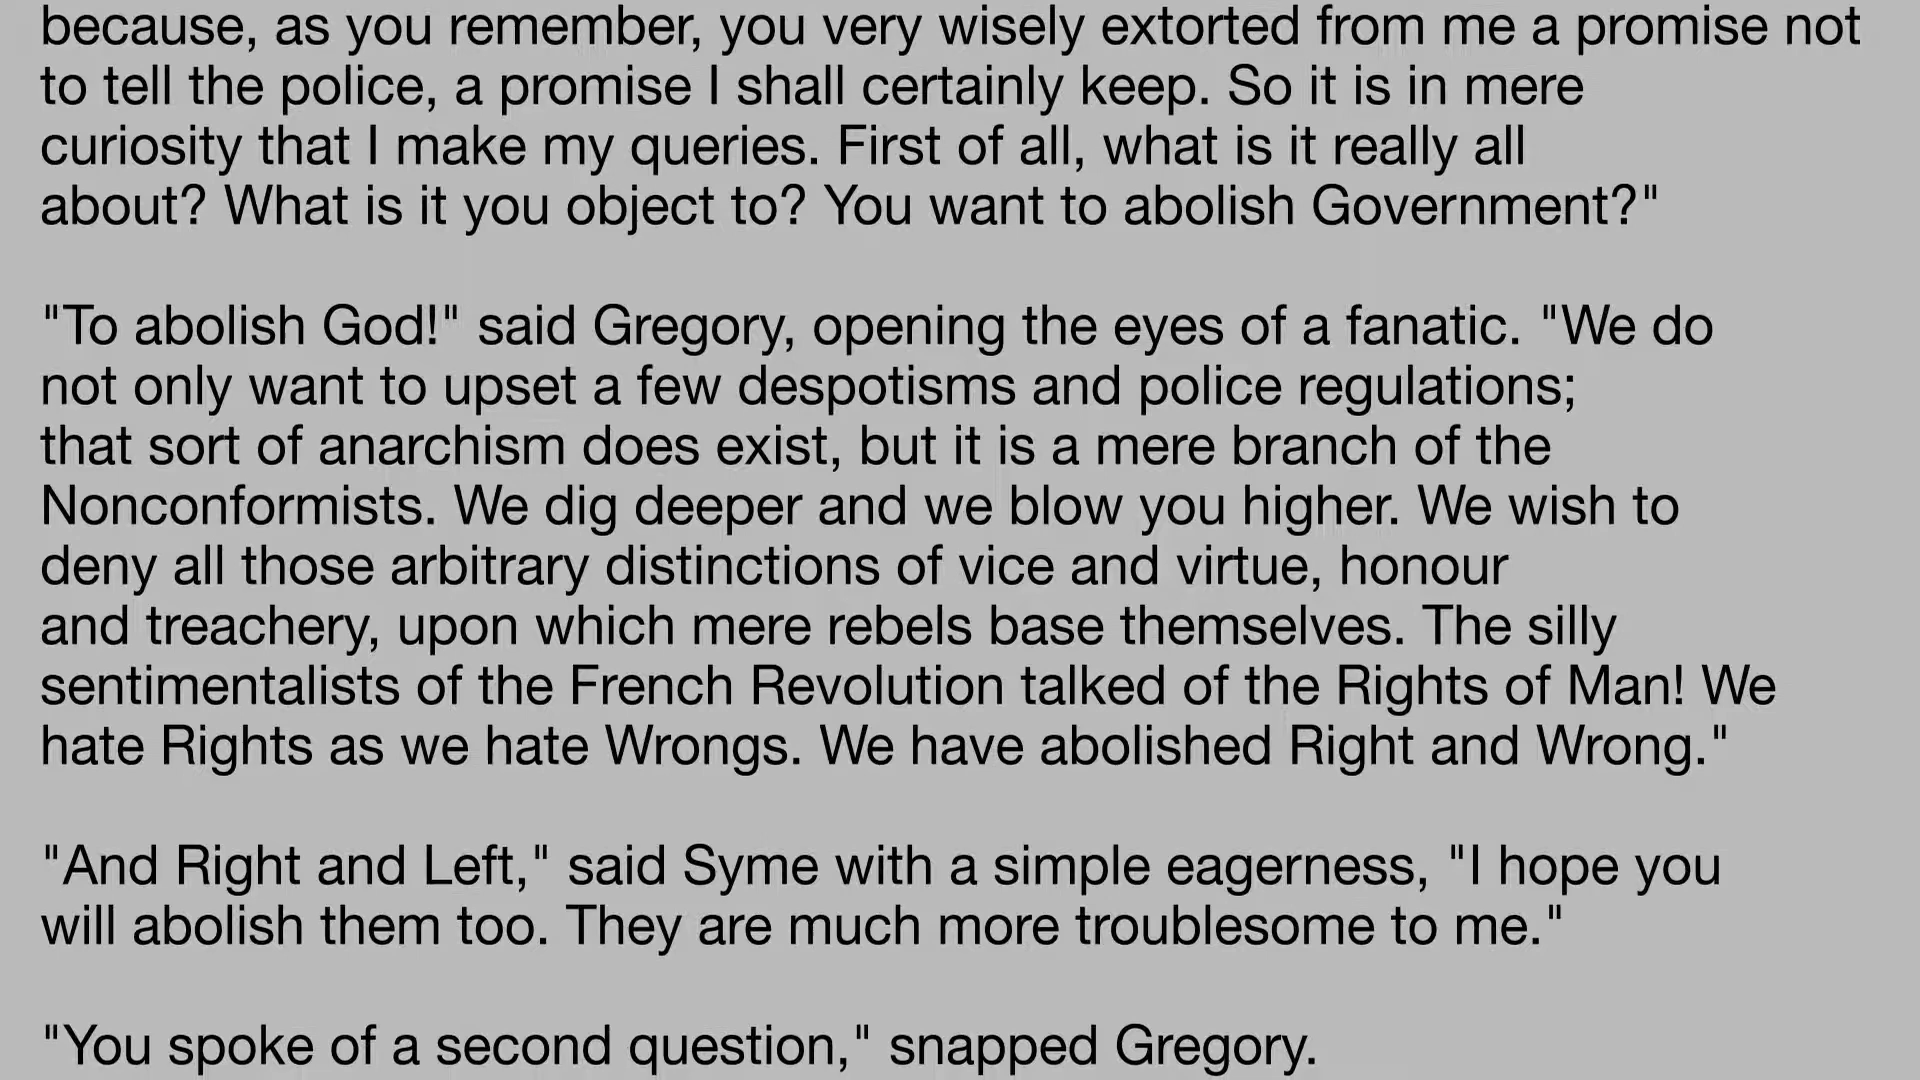 because, as you remember, you very wisely extorted from me a promise not
to tell the police, a promise I shall certainly keep. So it is in mere
curiosity that I make my queries. First of all, what is it really all
about? What is it you object to? You want to abolish Government?"
"To abolish God!" said Gregory, opening the eyes of a fanatic. "We do
not only want to upset a few despotisms and police regulations;
that sort of anarchism does exist, but it is a mere branch of the
Nonconformists. We dig deeper and we blow you higher. We wish to
deny all those arbitrary distinctions of vice and virtue, honour
and treachery, upon which mere rebels base themselves. The silly
sentimentalists of the French Revolution talked of the Rights of Man! We
hate Rights as we hate Wrongs. We have abolished Right and Wrong."
"And Right and Left," said Syme with a simple eagerness, "I hope you
will abolish them too. They are much more troublesome to me."
"You spoke of a second question," snapped Gregory.